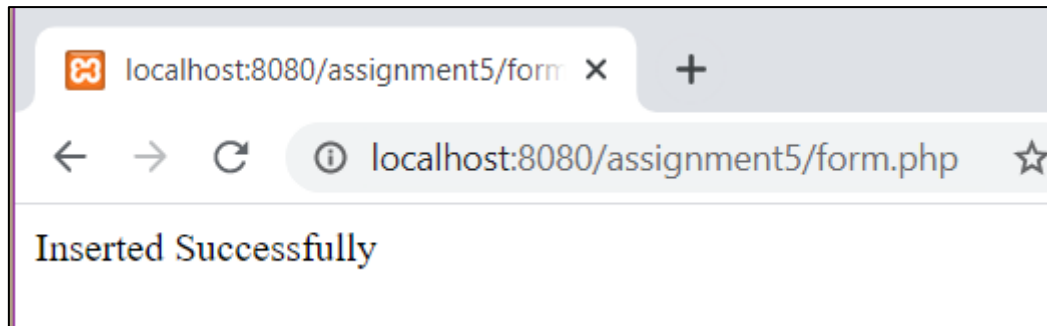 localhost:8080/assignment5/form
localhost:8080/assignment5/form.php
Inserted Successfully